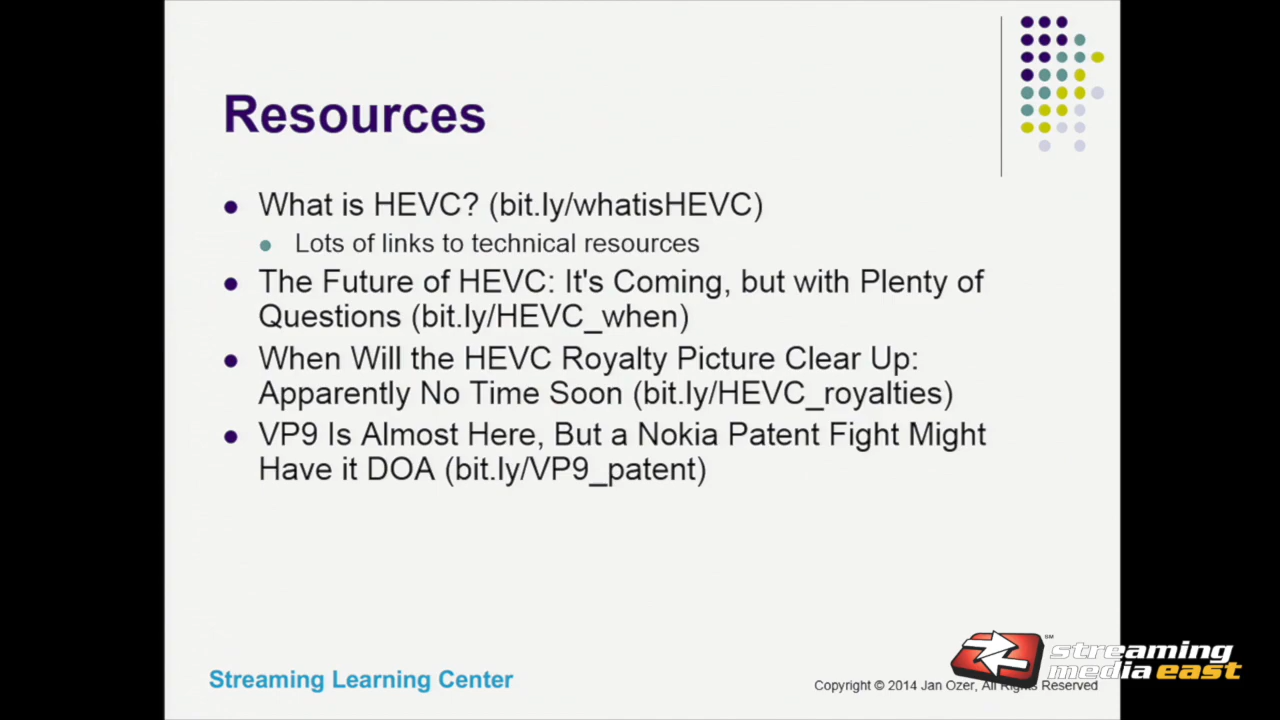 Resources
What is HEVC? (bit.ly/whatisHEVC)
Lots of links to technical resources
The Future of HEVC: It's Coming, but with Plenty of
Questions (bit.ly/HEVC_when)
When Will the HEVC Royalty Picture Clear Up:
Apparently No Time Soon (bit.ly/HEVC_royalties)
VP9 Is Almost Here, But a Nokia Patent Fight Might
Have it DOA (bit.ly/VP9_patent)
SM
streaming
media east
Streaming Learning Center
Copyright © 2014 Jan Ozer, All Rights Reserved